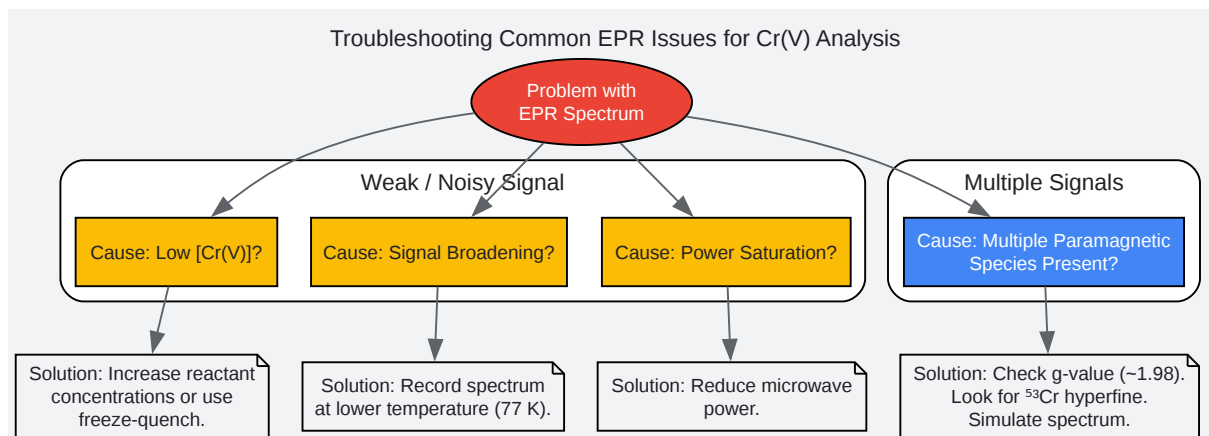 Troubleshooting Common EPR Issues for Cr(V) Analysis
Problem with
EPR Spectrum
Weak / Noisy Signal
Multiple Signals
Cause: Low [Cr(V)]?
Cause: Signal Broadening?
Cause: Power Saturation?
Cause: Multiple Paramagnetic
Species Present?
Solution: Increase reactant
concentrations or use
freeze-quench.
Solution: Record spectrum
at lower temperature (77 K).
Solution: Reduce microwave
power.
Solution: Check g-value (~1.98).
Look for ⁵³Cr hyperfine.
Simulate spectrum.